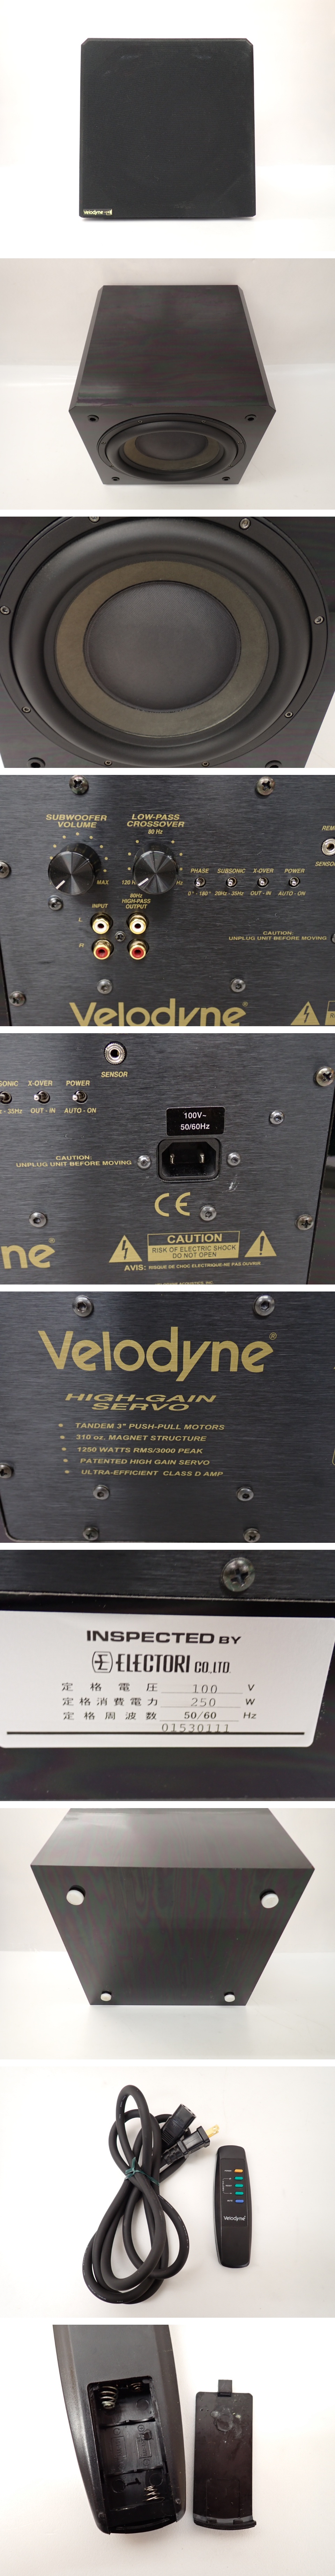 Velodyne
SUBWOOFER
VOLUME
LOW-PASS
CROSSOVER
80 Hz
MAX.
120 H
Hz
80Hz
HIGH-PASS
OUTPUT
INPUT
L
R
PHASE
SUBSONIC
X-OVER
POWER
0° - 180°
20Hz - 35Hz
OUT - IN
AUTO - ON
REM
SENSOR
CAUTION:
UNPLUG UNIT BEFORE MOVING
Velodyne®
SENSOR
SONIC
X-OVER
POWER
z - 35Hz
OUT - IN
AUTO - ON
100V~
50/60Hz
CAUTION:
UNPLUG UNIT BEFORE MOVING
CE
ne®
CAUTION
RISK OF ELECTRIC SHOCK
DO NOT OPEN
AVIS: RISQUE DE CHOC ELECTRIQUE-NE PAS OUVRIR.
Velodyne®
HIGH-GAIN
SERVO
TANDEM 3" PUSH-PULL MOTORS
310 oz. MAGNET STRUCTURE
1250 WATTS RMS/3000 PEAK
PATENTED HIGH GAIN SERVO
ULTRA-EFFICIENT CLASS D AMP
INSPECTED BY
ELECTORI CO.,LTD.
定格電圧 100 V
定格消費電力 250 W
定格周波数 50/60 Hz
01530111
Velodyne